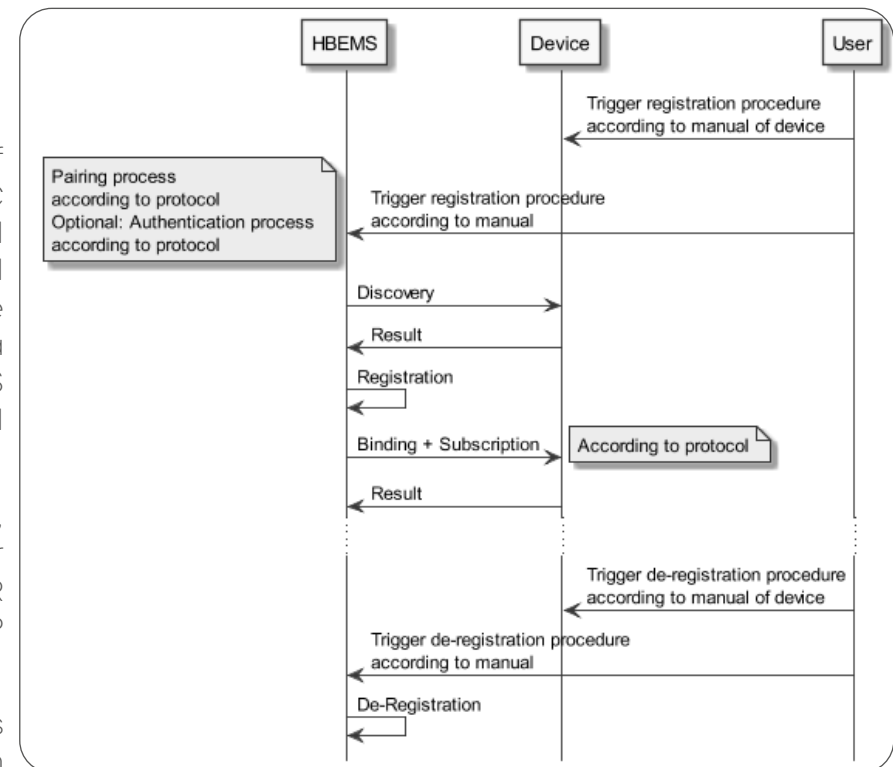 HBEMS
Device
User
Trigger registration procedure
according to manual of device
Pairing process
according to protocol
Optional: Authentication process
according to protocol
Trigger registration procedure
according to manual
Discovery
Result
Registration
Binding + Subscription
According to protocol
Result
Trigger de-registration procedure
according to manual of device
Trigger de-registration procedure
according to manual
De-Registration